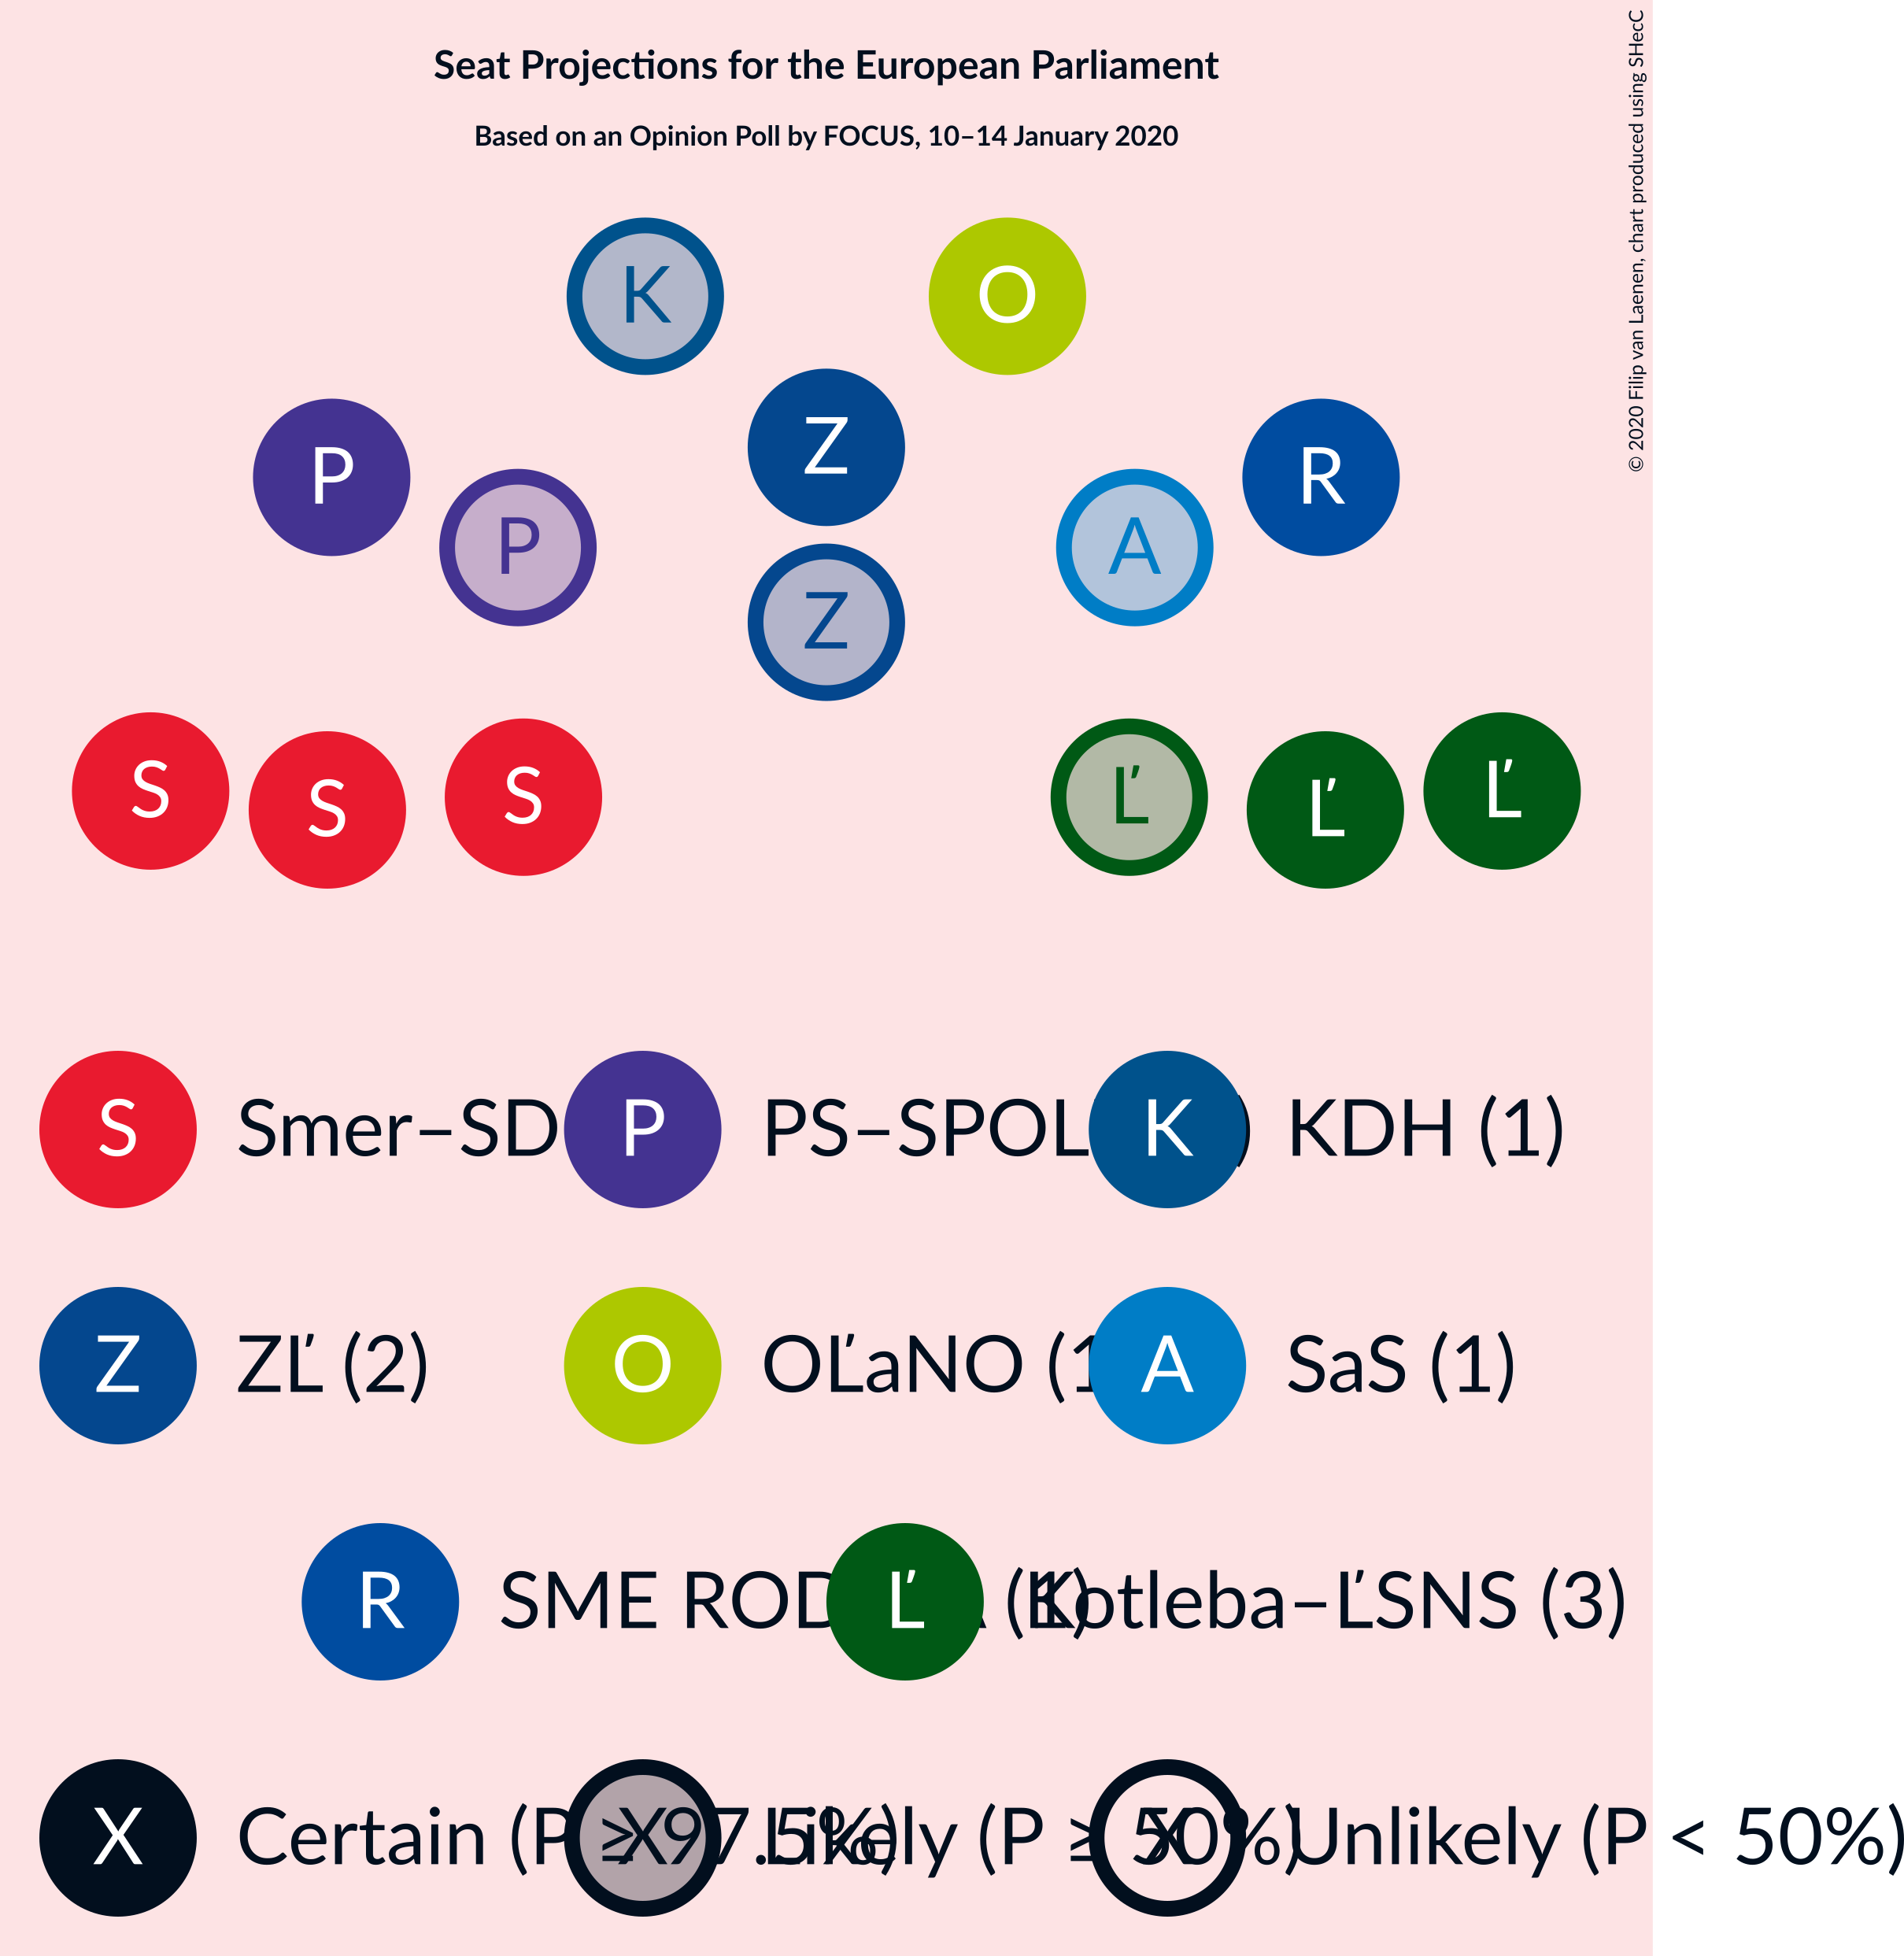 Seat Projections for the European Parliament
Based on an Opinion Poll by FOCUS, 10–14 January 2020
© 2020 Filip van Laenen, chart produced using SHecC
K O
Z
P R
P A
Z
S Ľ
S S Ľ Ľ
S Smer–SD P PS–SPOL K KDH (1)
Z ZĽ (2) O OĽaNO (1 A SaS (1)
R SME Ľ (1) Kotleba–ĽSNS (3)
X Certain (P ≥ 97.5%) X Likely (P ≥ 50%) X Unlikely (P < 50%)